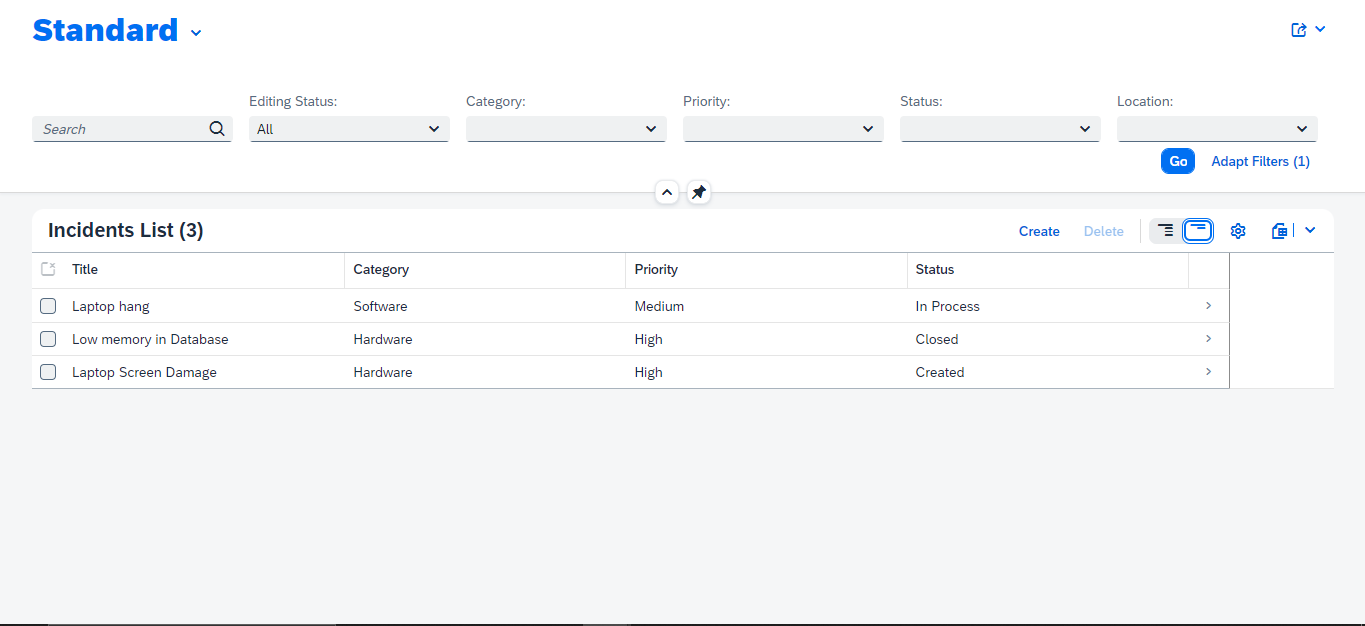 Standard
Editing Status: Category: Priority: Status: Location:
Search All
Go Adapt Filters (1)
Incidents List (3) Create Delete
Title Category Priority Status
Laptop hang Software Medium In Process
Low memory in Database Hardware High Closed
Laptop Screen Damage Hardware High Created